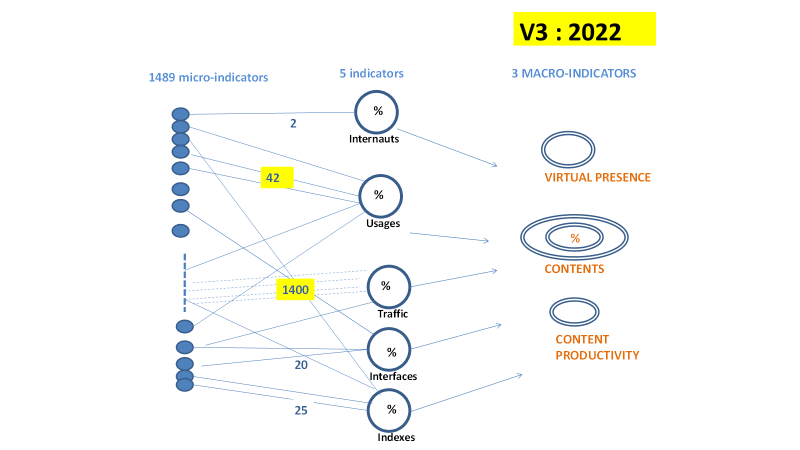 V3 : 2022
1489 micro-indicators
5 indicators
3 MACRO-INDICATORS
%
2
Internauts
VIRTUAL PRESENCE
42
%
Usages
%
CONTENTS
1400
%
Traffic
CONTENT
PRODUCTIVITY
%
20
Interfaces
25
%
Indexes